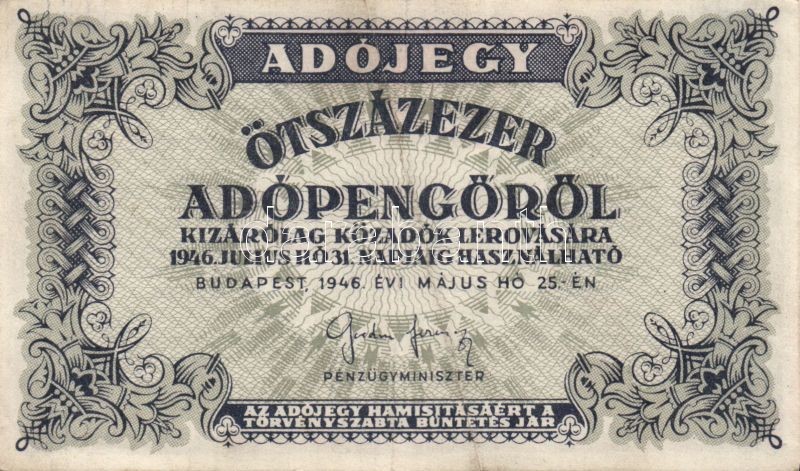 ADÓJEGY
ÖTSZÁZEZER
ADÓPENGŐRŐL
KIZÁRÓLAG KÖZADÓK LEROVÁSÁRA
1946. JULIUS HÓ 31. NAPJÁIG HASZNÁLHATÓ
BUDAPEST, 1946. ÉVI MÁJUS HÓ 25.-ÉN
PÉNZÜGYMINISZTER
AZ ADÓJEGY HAMISITÁSÁÉRT A
TÖRVÉNYSZABTA BÜNTETÉS JÁR